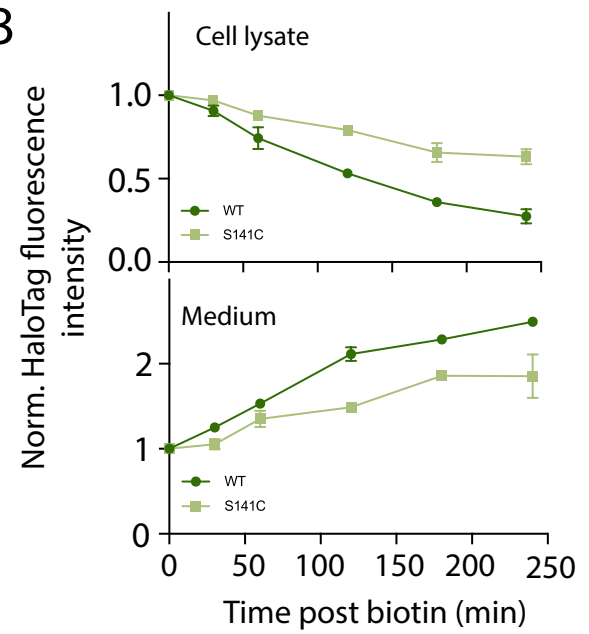 B
Cell lysate
Norm. HaloTag fluorescence
intensity
1.0
0.5
0.0
WT
S141C
Medium
2
1
0
WT
S141C
0 50 100 150 200 250
Time post biotin (min)